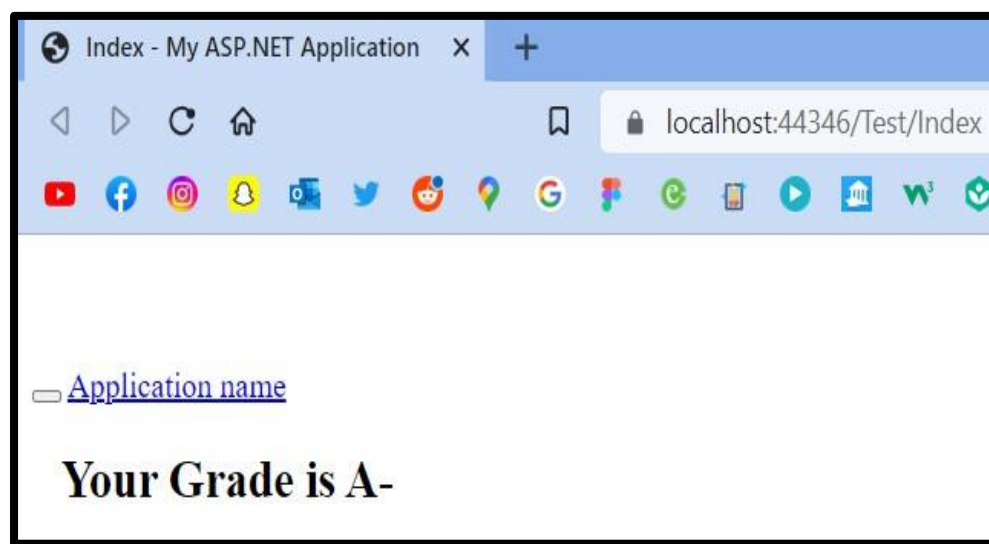 Index - My ASP.NET Application
localhost:44346/Test/Index
Application name
Your Grade is A-